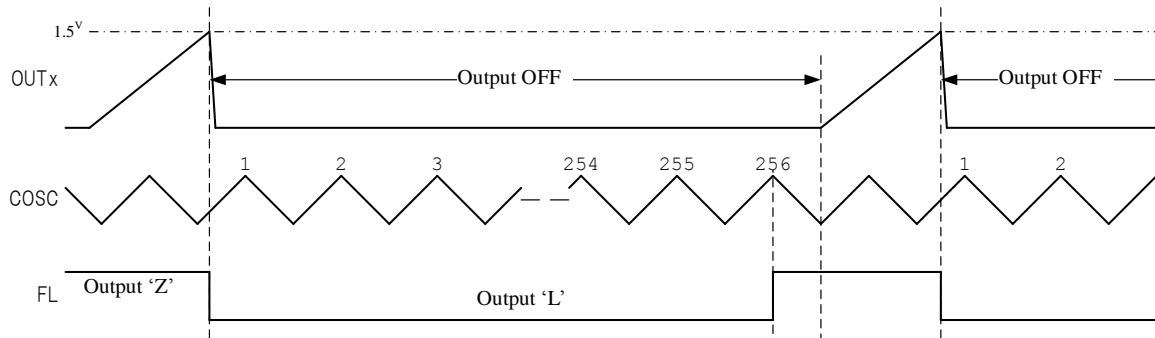 1.5V
OUTx
Output OFF
Output OFF
1 2 3 254 255 256 1 2
COSC
Output ‘Z’
FL
Output ‘L’